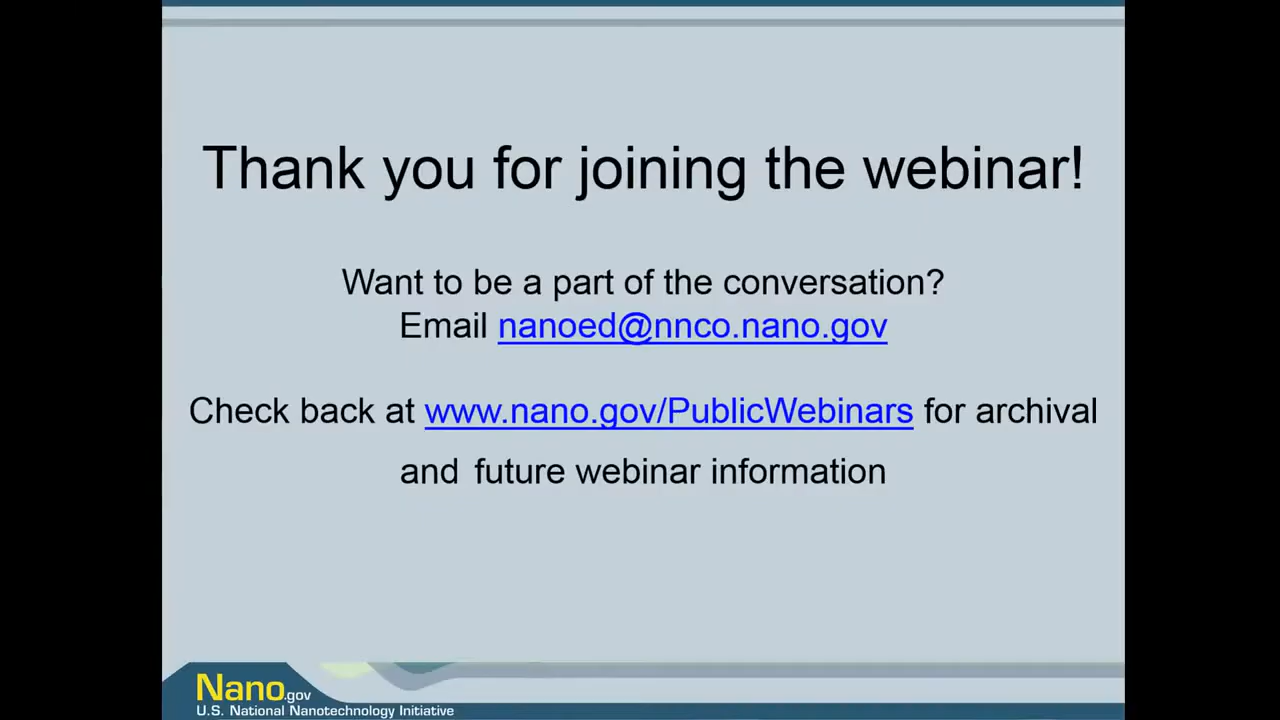 Thank you for joining the webinar!
Want to be a part of the conversation?
Email nanoed@nnco.nano.gov
Check back at www.nano.gov/PublicWebinars for archival
and future webinar information
Nano.gov
U.S. National Nanotechnology Initiative